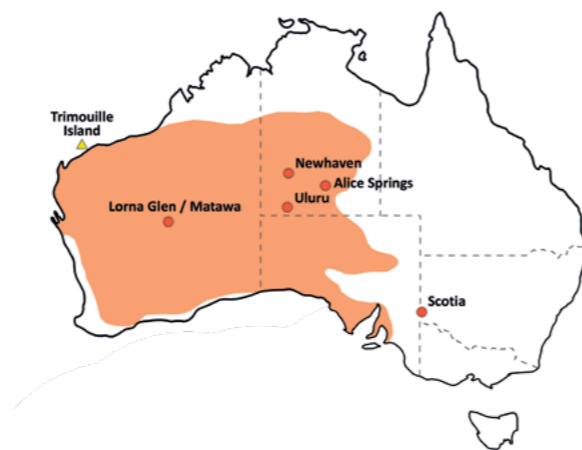 Trimouille
Island
Newhaven
Alice Springs
Uluru
Lorna Glen / Matawa
Scotia